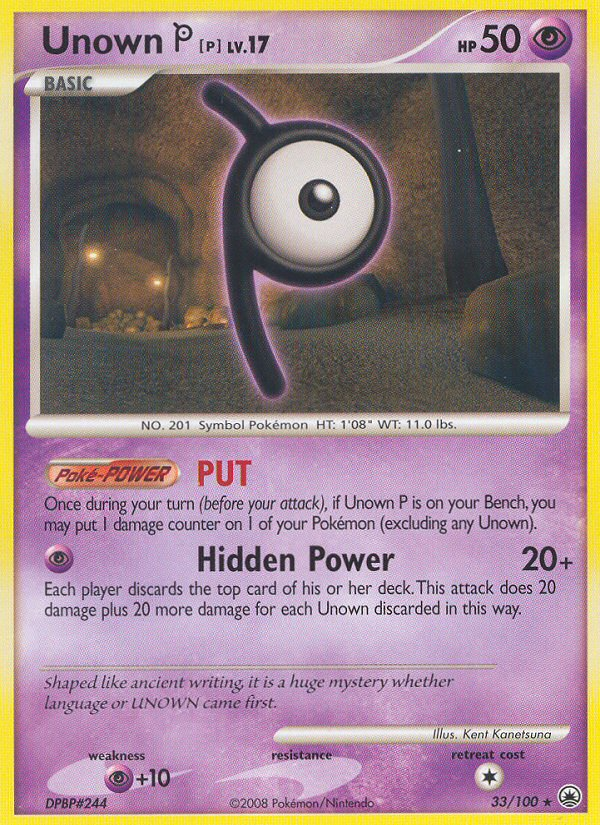 Unown P [P] LV.17 HP 50
BASIC
NO. 201 Symbol Pokémon HT: 1'08" WT: 11.0 lbs.
Poké-POWER PUT
Once during your turn (before your attack), if Unown P is on your Bench, you
may put 1 damage counter on 1 of your Pokémon (excluding any Unown).
Hidden Power 20+
Each player discards the top card of his or her deck. This attack does 20
damage plus 20 more damage for each Unown discarded in this way.
Shaped like ancient writing, it is a huge mystery whether
language or UNOWN came first.
Illus. Kent Kanetsuna
weakness resistance retreat cost
+10
DPBP#244 ©2008 Pokémon/Nintendo 33/100 ★